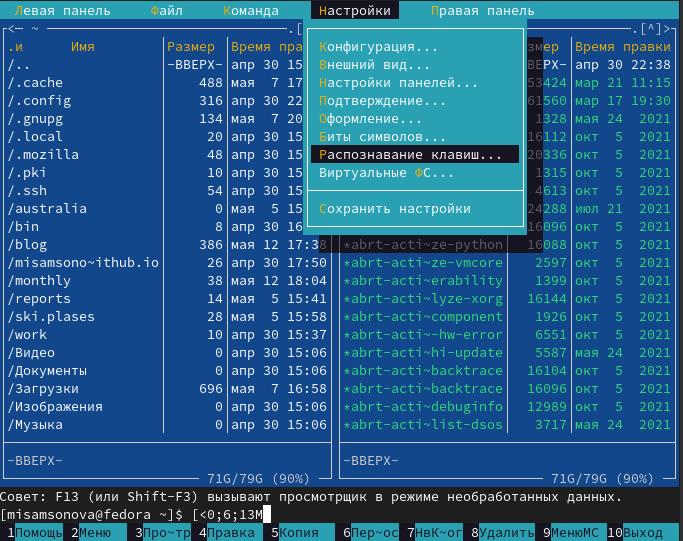 Левая панель Файл Команда Настройки Правая панель
<─ ~ .[ .[^]>
.и Имя Размер Время пра змер Время правки
/.. -ВВЕРХ- апр 30 15 ВЕРХ- апр 30 22:38
/.cache 488 мая 7 17 53424 мар 21 11:15
/.config 316 апр 30 22 61560 мар 17 19:30
/.gnupg 134 мая 7 20 1328 мая 24 2021
/.local 20 апр 30 15 16112 окт 5 2021
/.mozilla 48 апр 30 15 20336 окт 5 2021
/.pki 10 апр 30 15 1315 окт 5 2021
/.ssh 54 апр 30 15 4613 окт 5 2021
/australia 0 мая 5 15 24288 июл 21 2021
/bin 8 апр 30 16 16096 окт 5 2021
/blog 386 мая 12 17:38 *abrt-acti~ze-python 16088 окт 5 2021
/misamsono~ithub.io 26 апр 30 17:50 *abrt-acti~ze-vmcore 2597 окт 5 2021
/monthly 38 мая 12 18:04 *abrt-acti~erability 1399 окт 5 2021
/reports 14 мая 5 15:41 *abrt-acti~lyze-xorg 16144 окт 5 2021
/ski.plases 28 мая 5 15:58 *abrt-acti~component 1926 окт 5 2021
/work 10 апр 30 15:37 *abrt-acti~-hw-error 6551 окт 5 2021
/Видео 0 апр 30 15:06 *abrt-acti~hi-update 5587 мая 24 2021
/Документы 0 апр 30 15:06 *abrt-acti~backtrace 16104 окт 5 2021
/Загрузки 696 мая 7 16:58 *abrt-acti~backtrace 16096 окт 5 2021
/Изображения 0 апр 30 15:06 *abrt-acti~debuginfo 12989 окт 5 2021
/Музыка 0 апр 30 15:06 *abrt-acti~list-dsos 3717 мая 24 2021
Конфигурация...
Внешний вид...
Настройки панелей...
Подтверждение...
Оформление...
Биты символов...
Распознавание клавиш...
Виртуальные ФС...
Сохранить настройки
-ВВЕРХ- -ВВЕРХ-
71G/79G (90%) 71G/79G (90%)
Совет: F13 (или Shift-F3) вызывают просмотрщик в режиме необработанных данных.
[misamsonova@fedora ~]$ [<0;6;13M
1Помощь 2Меню 3Про~тр 4Правка 5Копия 6Пер~ос 7НвК~ог 8Удалить 9МенюМС 10Выход